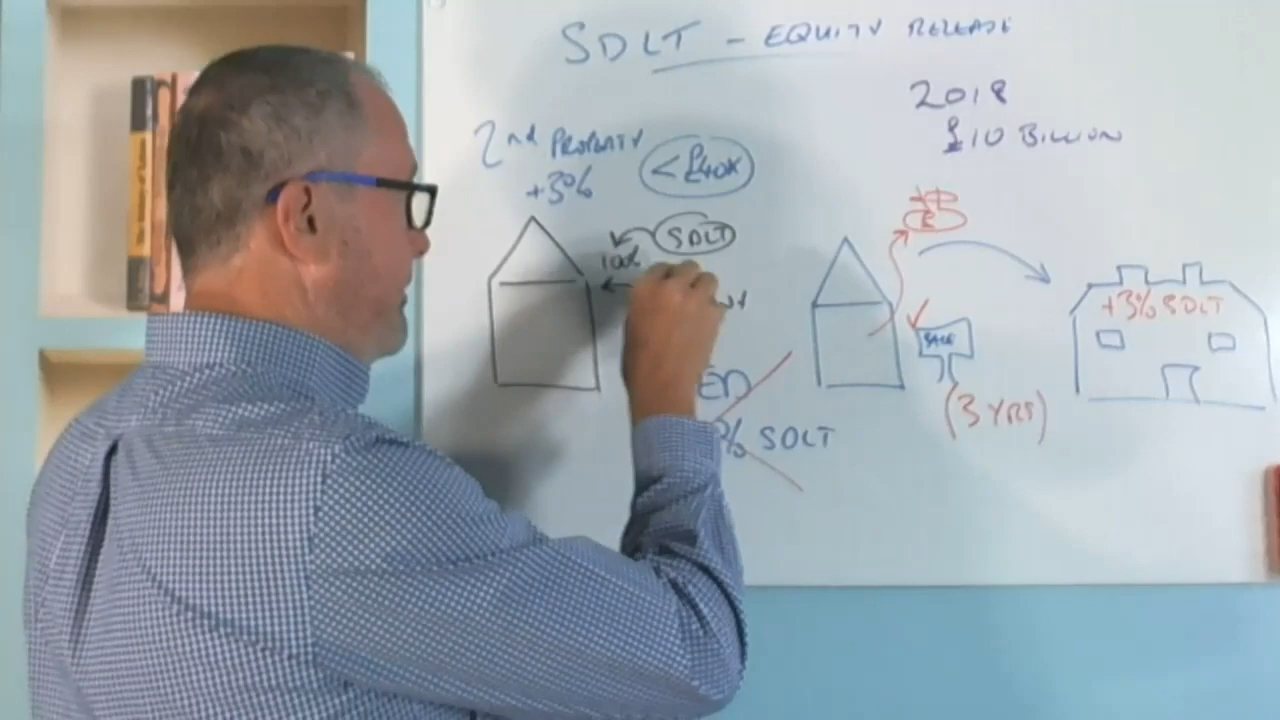 SDLT - EQUITY RELEASE
2018
£10 BILLION
2nd PROPERTY
+3%
< £40K
SDLT
100%
£
+3% SDLT
SALE
(3 YRS)
% SDLT